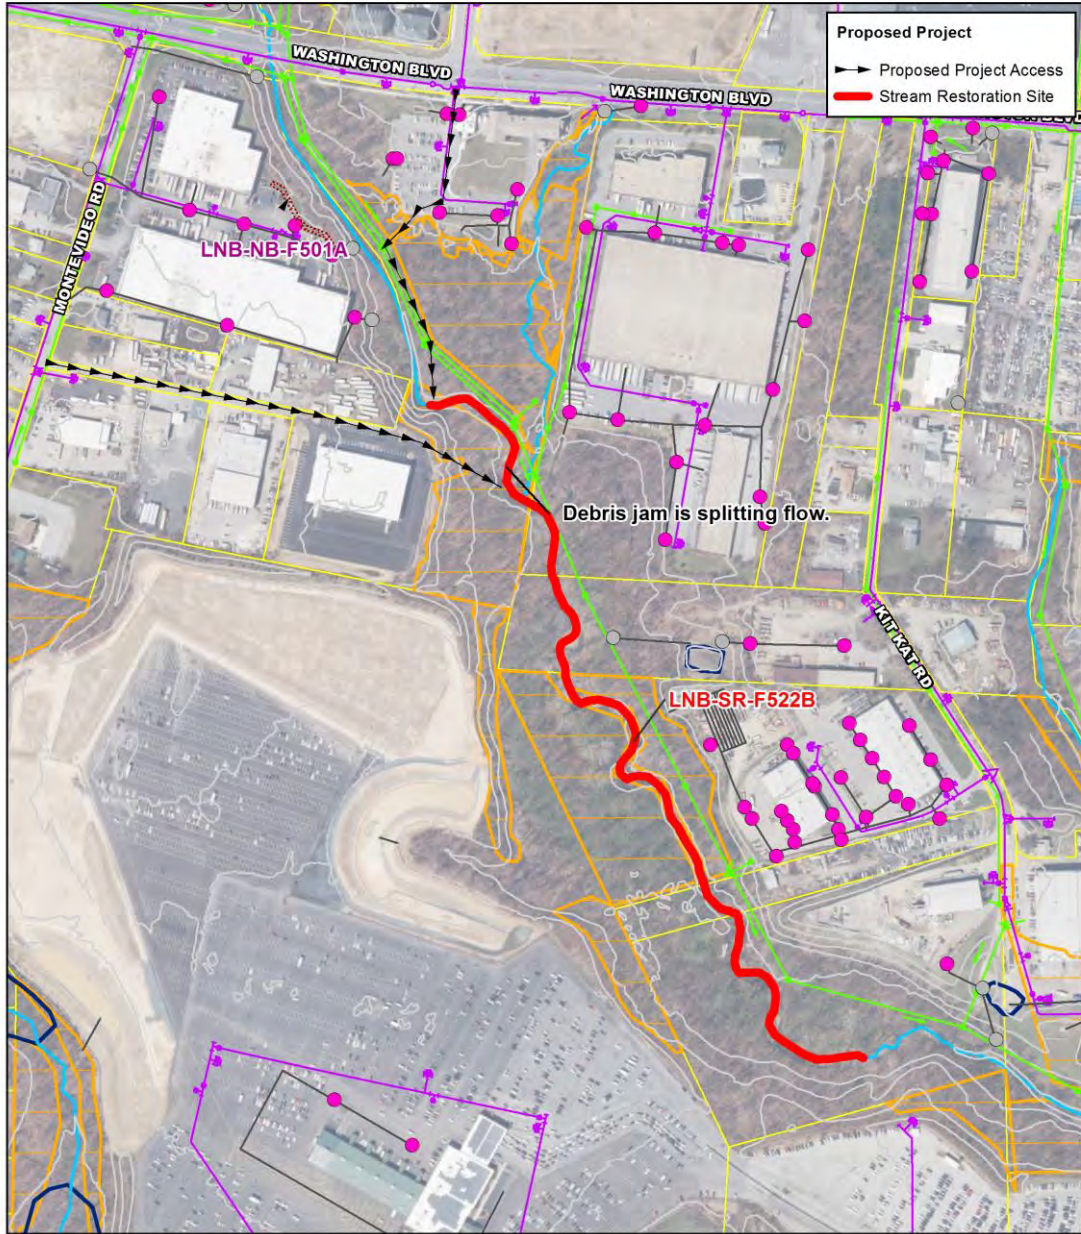 Proposed Project
Proposed Project Access
Stream Restoration Site
WASHINGTON BLVD
WASHINGTON BLVD
MONTEVIDEO RD
LNB-NB-F501A
Debris jam is splitting flow.
KIT KAT RD
LNB-SR-F522B